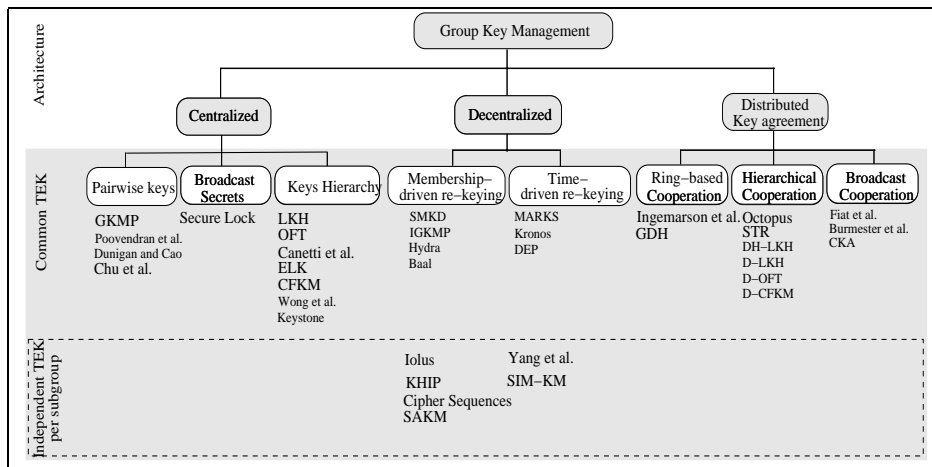 Architecture
Group Key Management
Centralized
Decentralized
Distributed
Key agreement
Common TEK
Pairwise keys
Broadcast
Secrets
Keys Hierarchy
Membership−
driven re−keying
Time−
driven re−keying
Ring−based
Cooperation
Hierarchical
Cooperation
Broadcast
Cooperation
GKMP
Poovendran et al.
Dunigan and Cao
Chu et al.
Secure Lock
LKH
OFT
Canetti et al.
ELK
CFKM
Wong et al.
Keystone
SMKD
IGKMP
Hydra
Baal
MARKS
Kronos
DEP
Ingemarson et al.
GDH
Octopus
STR
DH−LKH
D−LKH
D−OFT
D−CFKM
Fiat et al.
Burmester et al.
CKA
Independent TEK
per subgroup
Iolus
KHIP
Cipher Sequences
SAKM
Yang et al.
SIM−KM